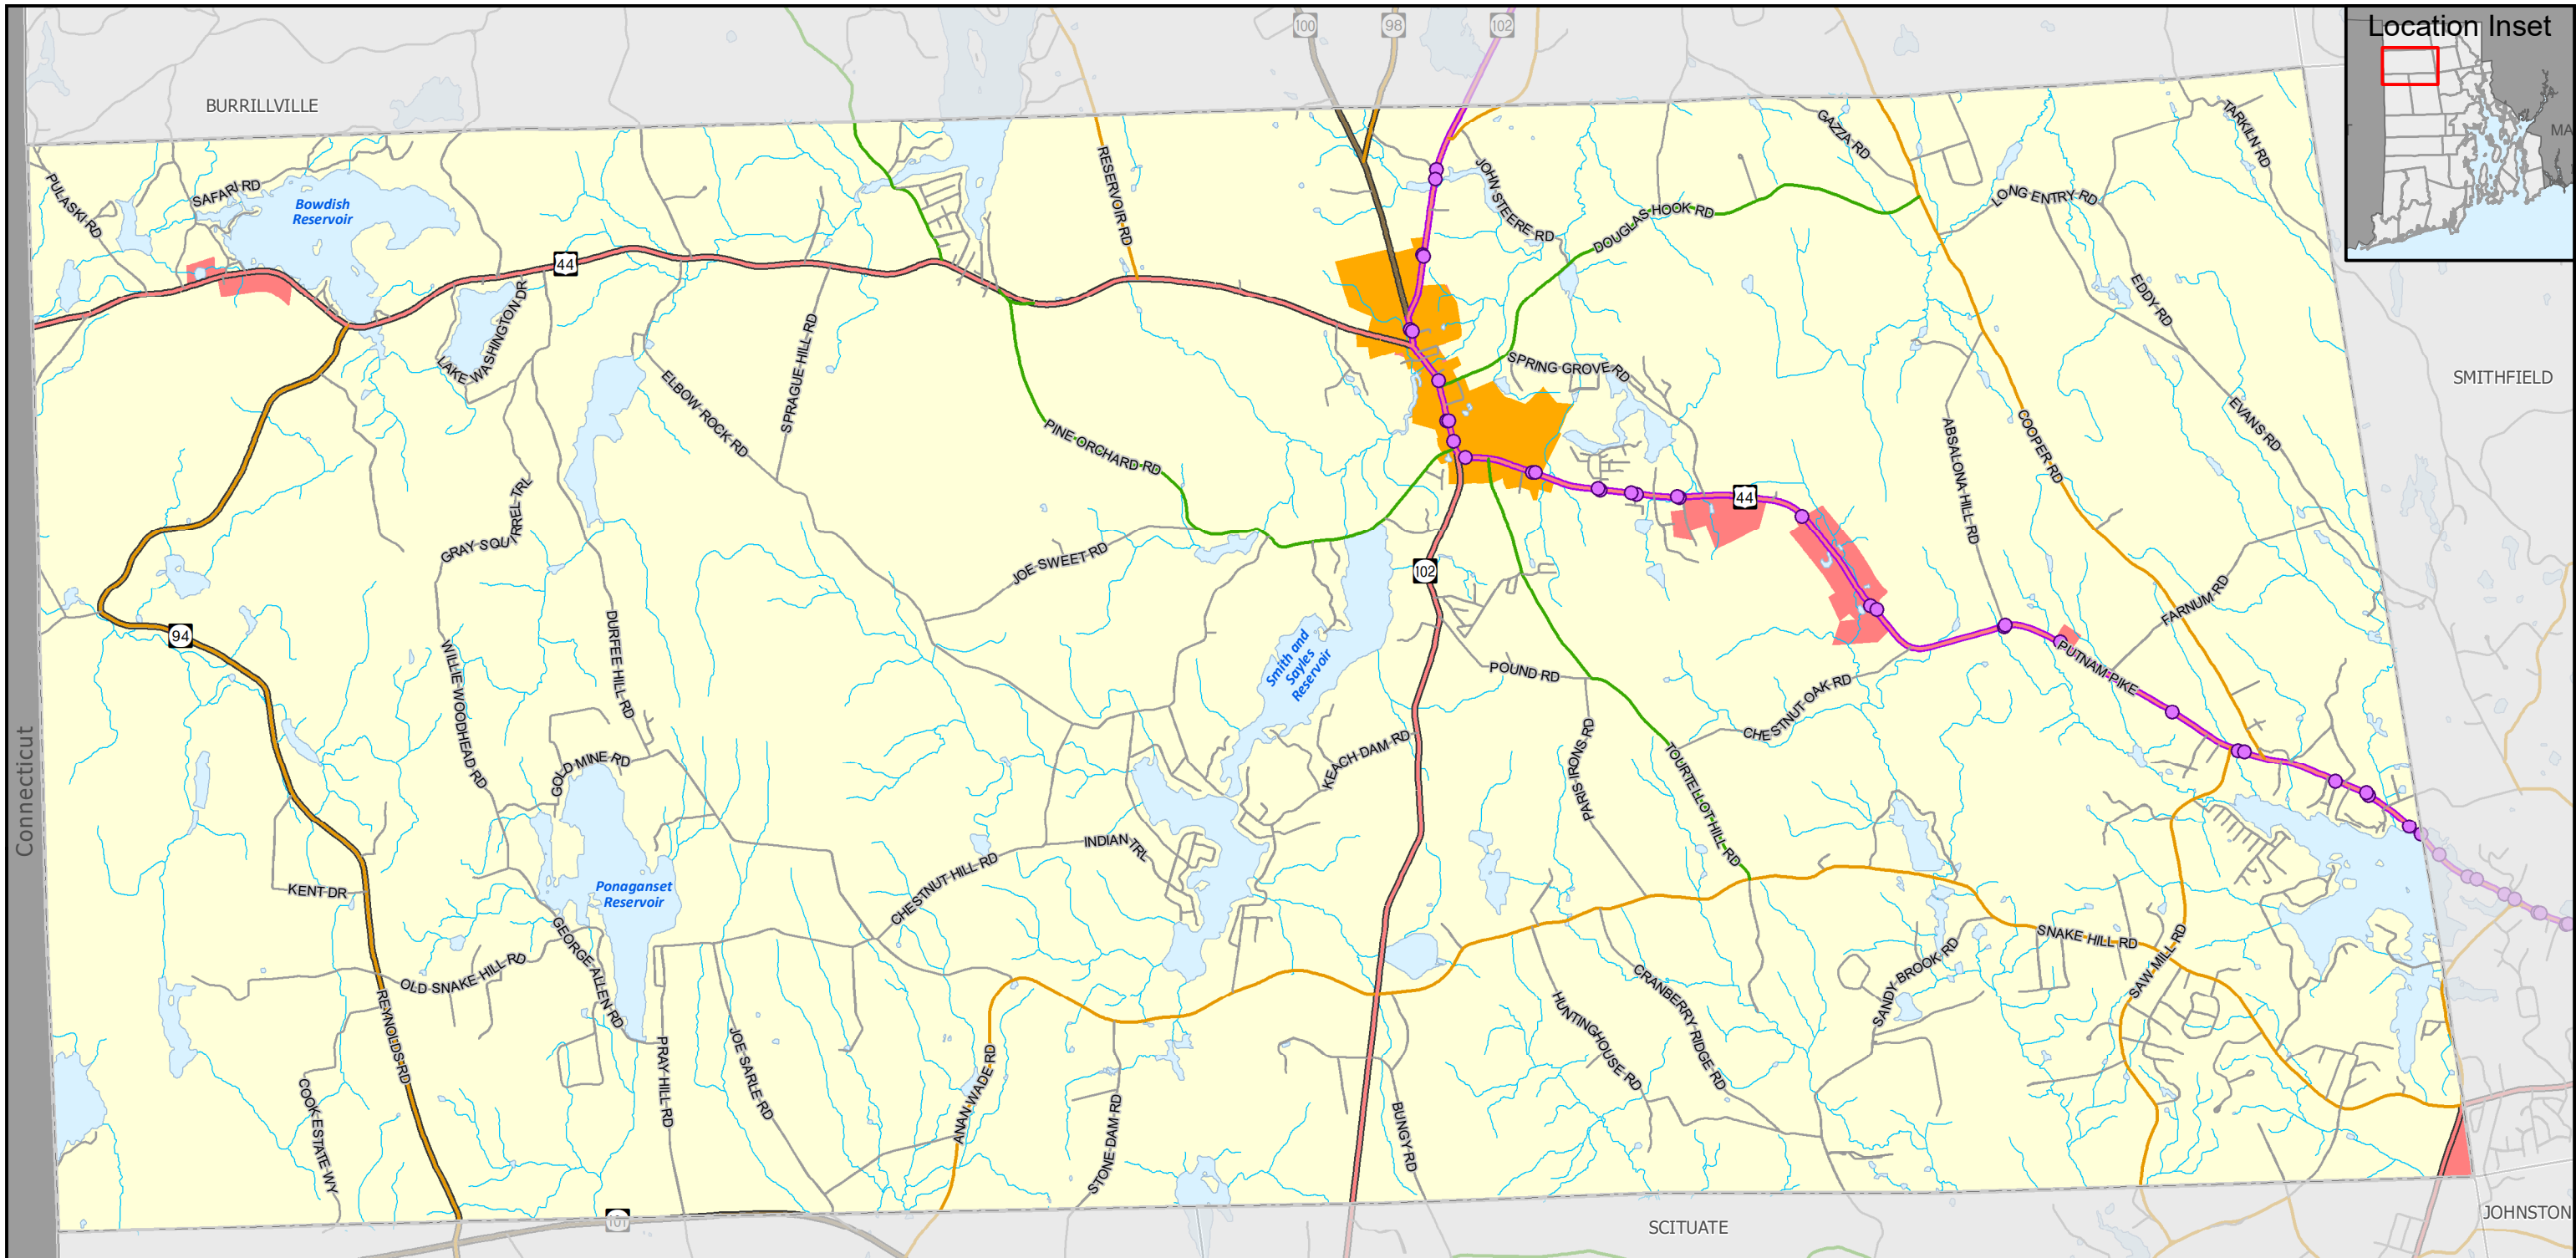 100
98
102
Location Inset
MA
BURRILLVILLE
PULASKI RD
SAFARI RD
Bowdish
Reservoir
RESERVOIR RD
JOHN STEERE RD
GAZZA RD
TARKILN RD
LONG ENTRY RD
DOUGLAS HOOK RD
44
LAKE WASHINGTON DR
SPRAGUE HILL RD
ELBOW ROCK RD
PINE ORCHARD RD
SPRING GROVE RD
EDDY RD
EVANS RD
SMITHFIELD
COOPER RD
ABSALONA HILL RD
44
GRAY SQUIRREL TRL
JOE SWEET RD
102
94
DURFEE HILL RD
WILLIE WOODHEAD RD
Smith and
Sayles
Reservoir
POUND RD
FARNUM RD
PUTNAM PIKE
CHESTNUT OAK RD
PARIS IRONS RD
TOURTELLOT HILL RD
KEACH DAM RD
GOLD MINE RD
Connecticut
INDIAN TRL
CHESTNUT HILL RD
KENT DR
Ponaganset
Reservoir
GEORGE ALLEN RD
OLD SNAKE HILL RD
REYNOLDS RD
SNAKE HILL RD
SAW MILL RD
SANDY BROOK RD
CRANBERRY RIDGE RD
HUNTINGHOUSE RD
COOK ESTATE WY
PRAY HILL RD
JOE SARLE RD
ANAN WADE RD
STONE DAM RD
BUNGY RD
101
SCITUATE
JOHNSTON